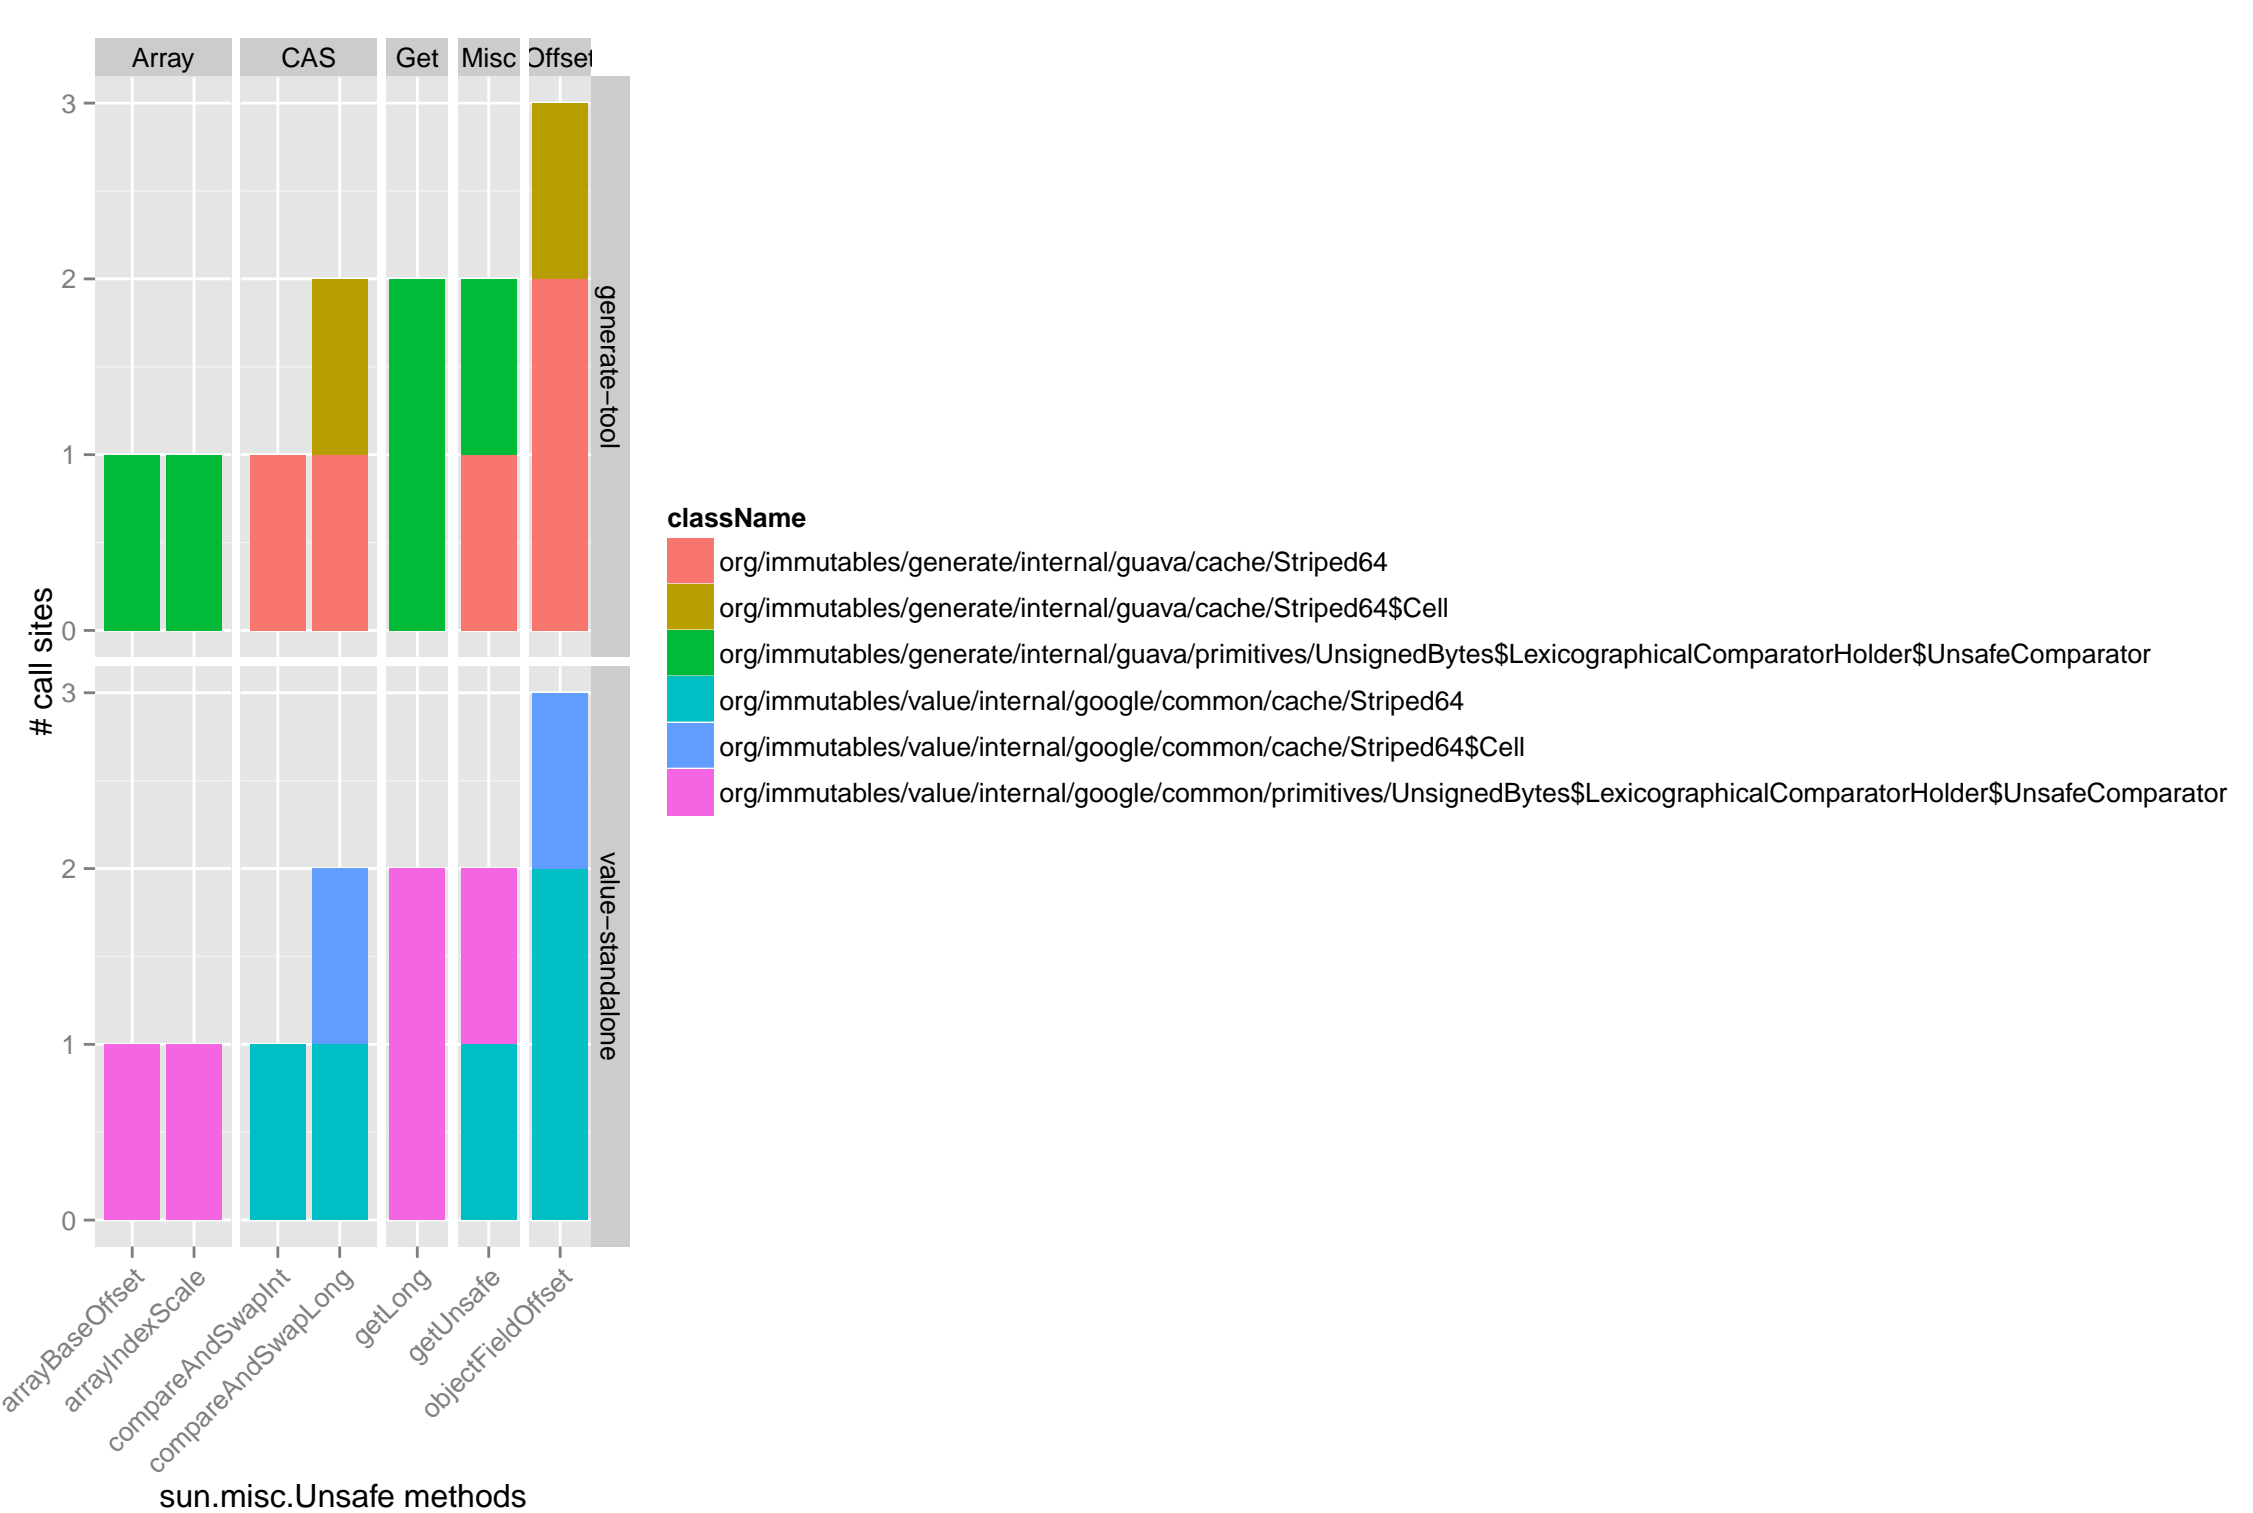 Array CAS Get Misc Offset
3
2
1
0
generate−tool
# call sites
3
2
1
0
value−standalone
arrayBaseOffset
arrayIndexScale
compareAndSwapInt
compareAndSwapLong
getLong
getUnsafe
objectFieldOffset
sun.misc.Unsafe methods
className
org/immutables/generate/internal/guava/cache/Striped64
org/immutables/generate/internal/guava/cache/Striped64$Cell
org/immutables/generate/internal/guava/primitives/UnsignedBytes$LexicographicalComparatorHolder$UnsafeComparator
org/immutables/value/internal/google/common/cache/Striped64
org/immutables/value/internal/google/common/cache/Striped64$Cell
org/immutables/value/internal/google/common/primitives/UnsignedBytes$LexicographicalComparatorHolder$UnsafeComparator